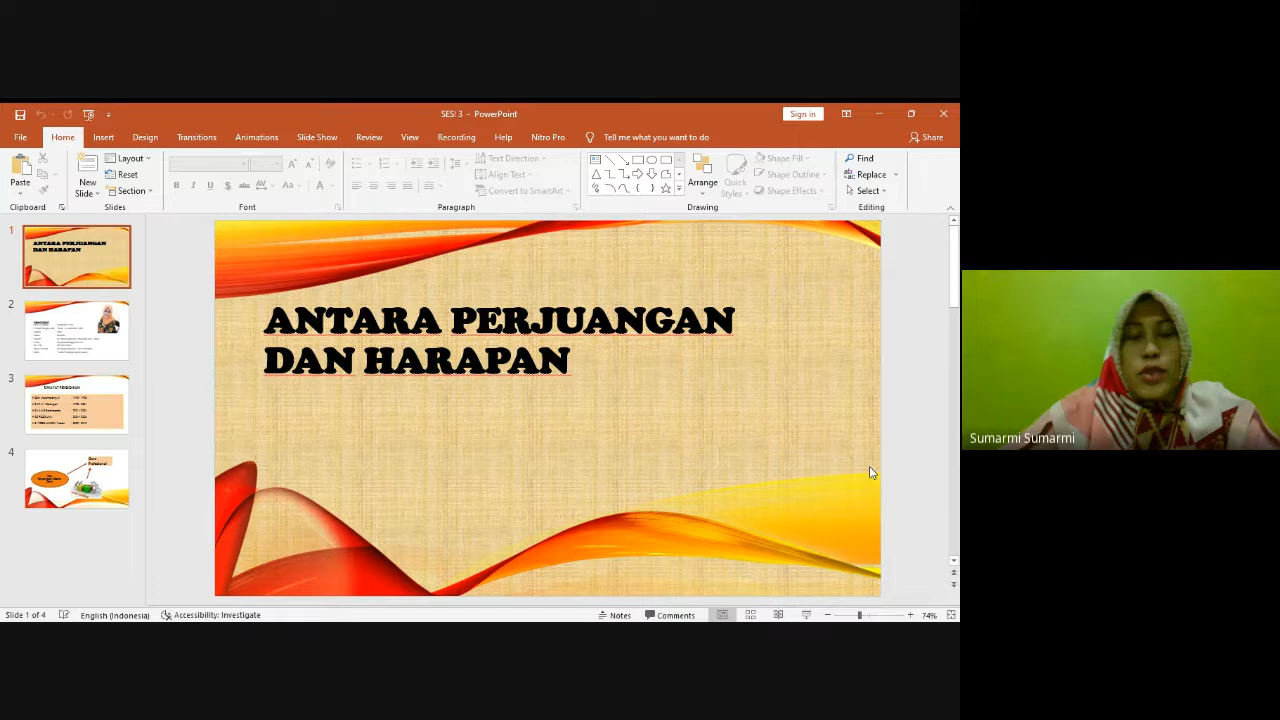 SESI 3 - PowerPoint
Sign in
File
Home
Insert
Design
Transitions
Animations
Slide Show
Review
View
Recording
Help
Nitro Pro
Tell me what you want to do
Share
Paste
New
Slide
Layout
Reset
Section
Text Direction
Align Text
Convert to SmartArt
Arrange
Quick
Styles
Shape Fill
Shape Outline
Shape Effects
Find
Replace
Select
Clipboard
Slides
Font
Paragraph
Drawing
Editing
1
ANTARA PERJUANGAN
DAN HARAPAN
2
3
4
ANTARA PERJUANGAN
DAN HARAPAN
Sumarmi Sumarmi
Slide 1 of 4
English (Indonesia)
Accessibility: Investigate
Notes
Comments
74%